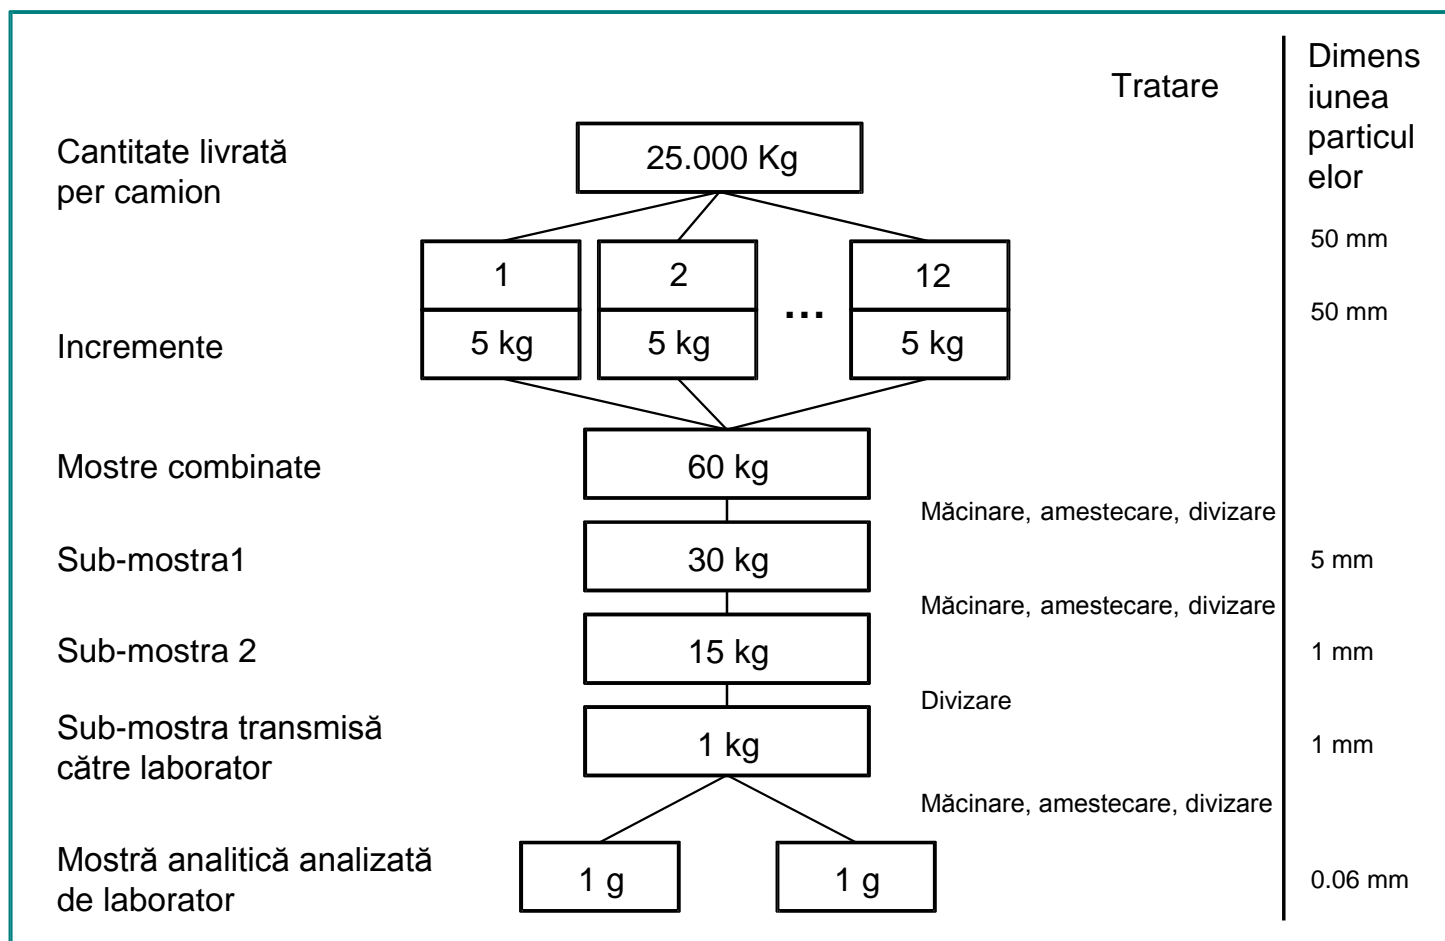 Tratare
Dimens
iunea
particul
elor
Cantitate livrată
per camion
25.000 Kg
50 mm
1
2
...
12
50 mm
Incremente
5 kg
5 kg
5 kg
Mostre combinate
60 kg
Măcinare, amestecare, divizare
Sub-mostra1
30 kg
5 mm
Măcinare, amestecare, divizare
Sub-mostra 2
15 kg
1 mm
Divizare
Sub-mostra transmisă
către laborator
1 kg
1 mm
Măcinare, amestecare, divizare
Mostră analitică analizată
de laborator
1 g
1 g
0.06 mm